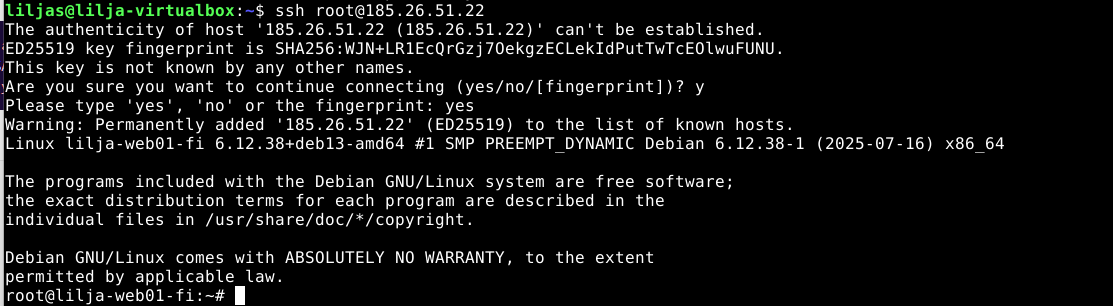 liljas@lilja-virtualbox:~$ ssh root@185.26.51.22
The authenticity of host '185.26.51.22 (185.26.51.22)' can't be established.
ED25519 key fingerprint is SHA256:WJN+LR1EcQrGzj7OekgzECLekIdPutTwTcEOlwuFUNU.
This key is not known by any other names.
Are you sure you want to continue connecting (yes/no/[fingerprint])? y
Please type 'yes', 'no' or the fingerprint: yes
Warning: Permanently added '185.26.51.22' (ED25519) to the list of known hosts.
Linux lilja-web01-fi 6.12.38+deb13-amd64 #1 SMP PREEMPT_DYNAMIC Debian 6.12.38-1 (2025-07-16) x86_64

The programs included with the Debian GNU/Linux system are free software;
the exact distribution terms for each program are described in the
individual files in /usr/share/doc/*/copyright.

Debian GNU/Linux comes with ABSOLUTELY NO WARRANTY, to the extent
permitted by applicable law.
root@lilja-web01-fi:~#